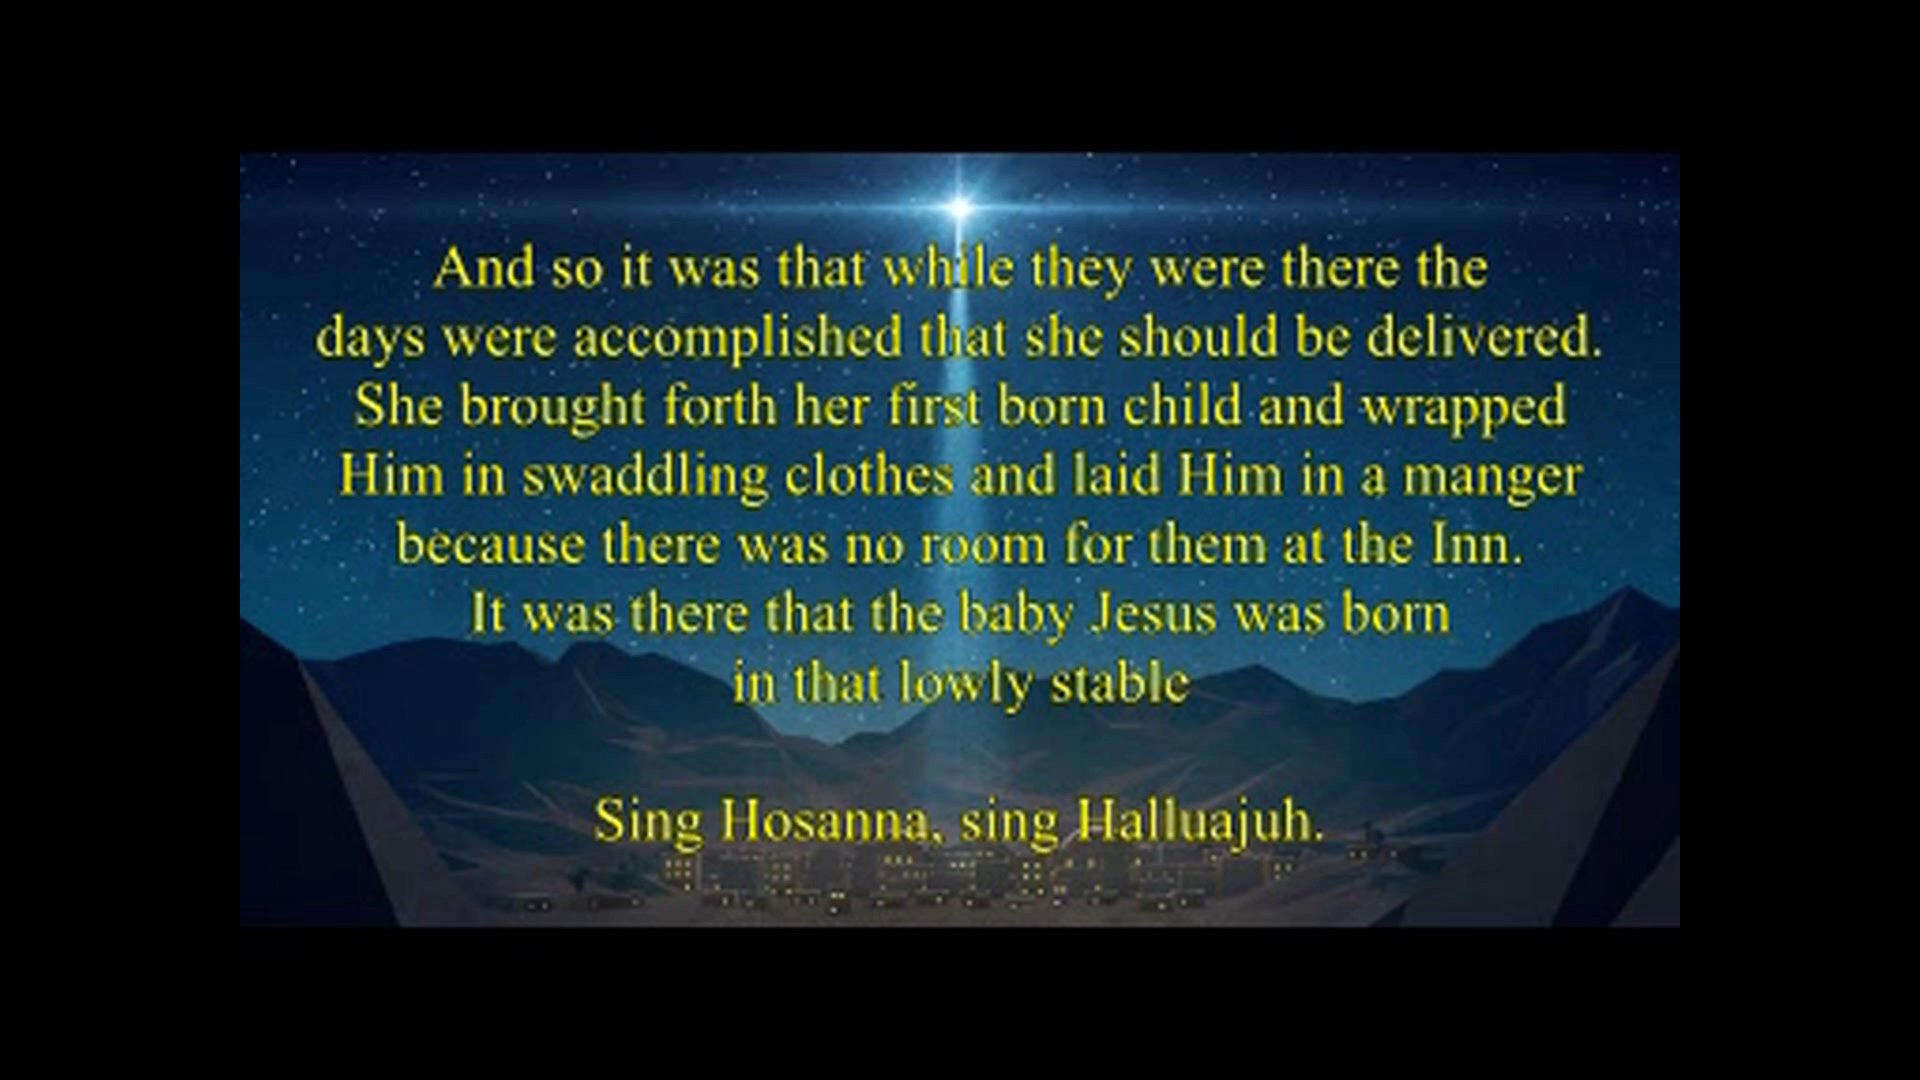 And so it was that while they were there the
days were accomplished that she should be delivered.
She brought forth her first born child and wrapped
Him in swaddling clothes and laid Him in a manger
because there was no room for them at the Inn.
It was there that the baby Jesus was born
in that lowly stable
Sing Hosanna, sing Halluajuh.